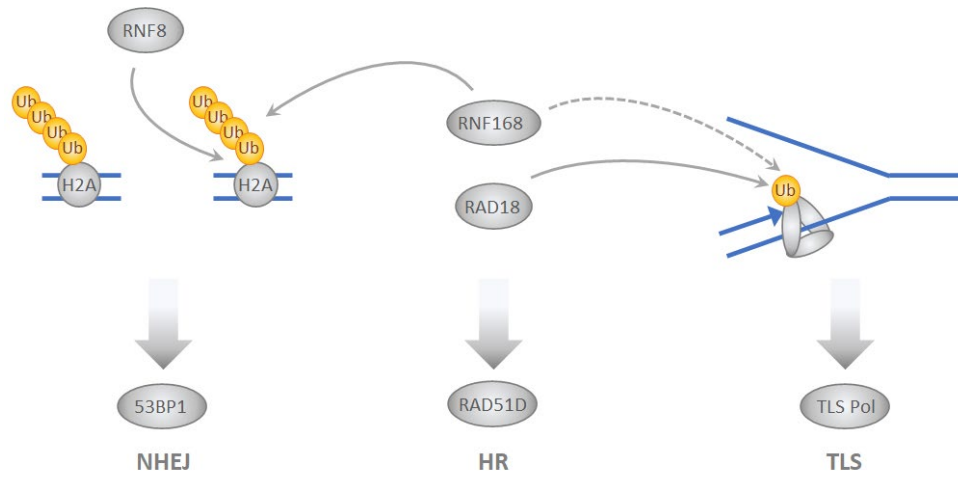 RNF8
Ub
Ub
Ub
Ub
H2A
Ub
Ub
Ub
Ub
H2A
RNF168
RAD18
Ub
53BP1
RAD51D
TLS Pol
NHEJ
HR
TLS